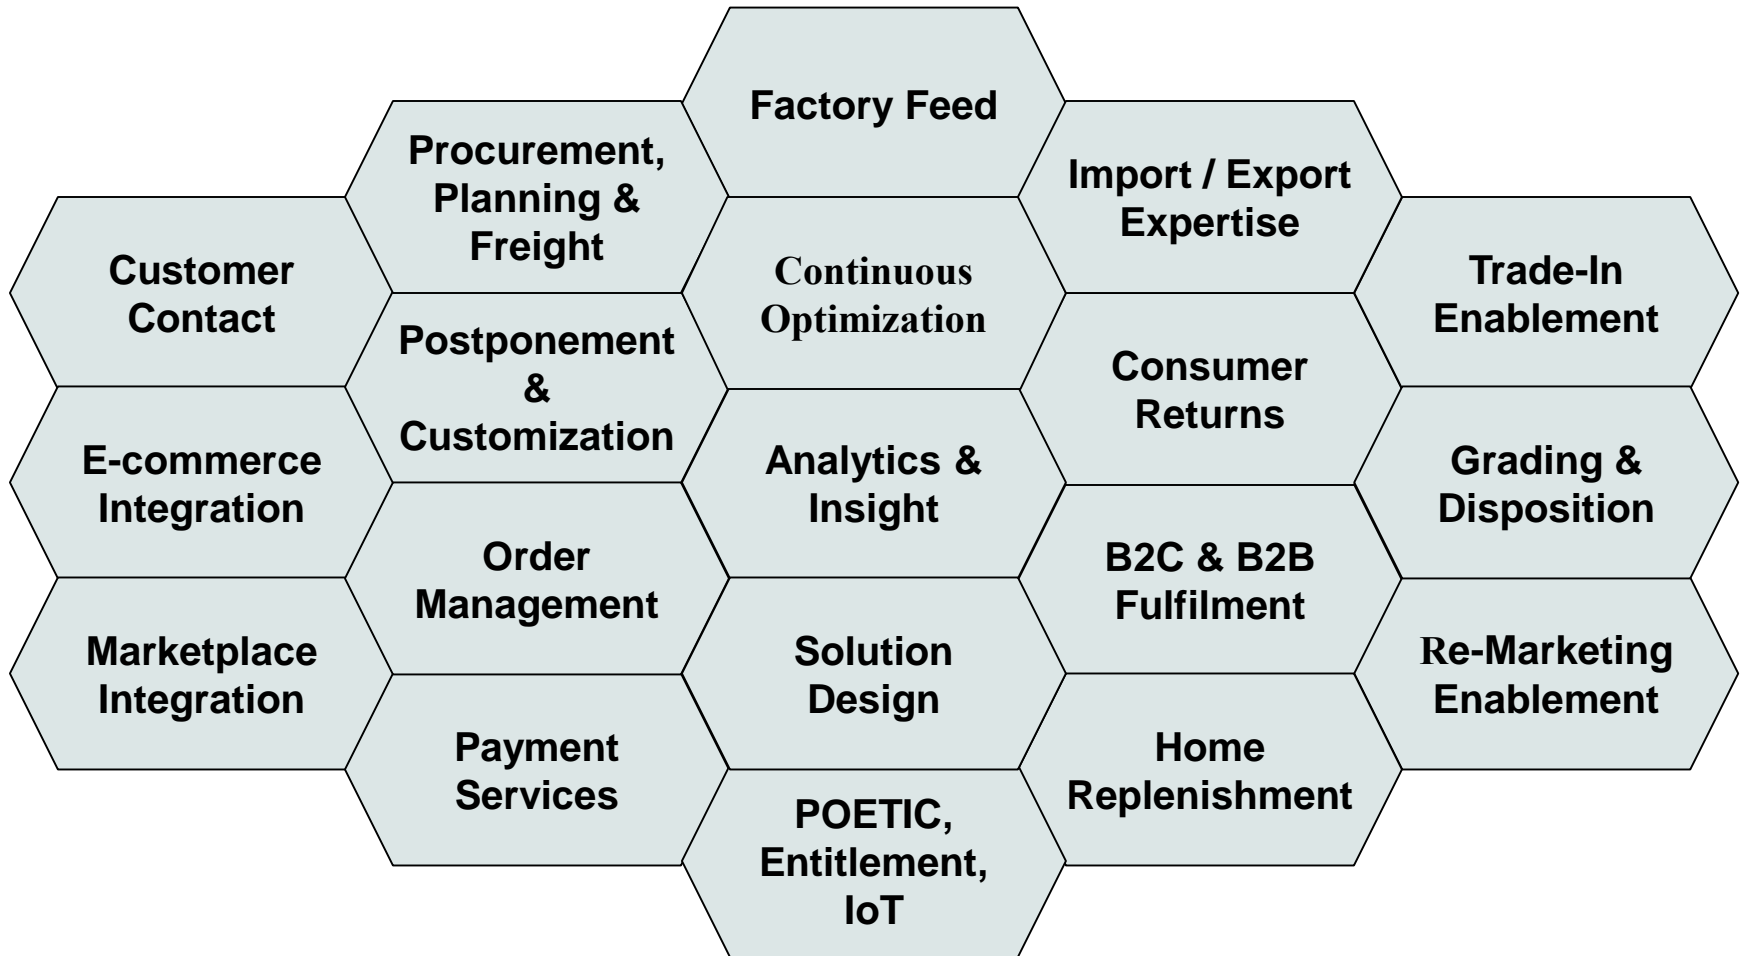 Factory Feed
Procurement,
Planning &
Freight
Import / Export
Expertise
Customer
Contact
Continuous
Optimization
Trade-In
Enablement
Postponement
&
Customization
Consumer
Returns
E-commerce
Integration
Analytics &
Insight
Grading &
Disposition
Order
Management
B2C & B2B
Fulfilment
Marketplace
Integration
Solution
Design
Re-Marketing
Enablement
Payment
Services
Home
Replenishment
POETIC,
Entitlement,
IoT